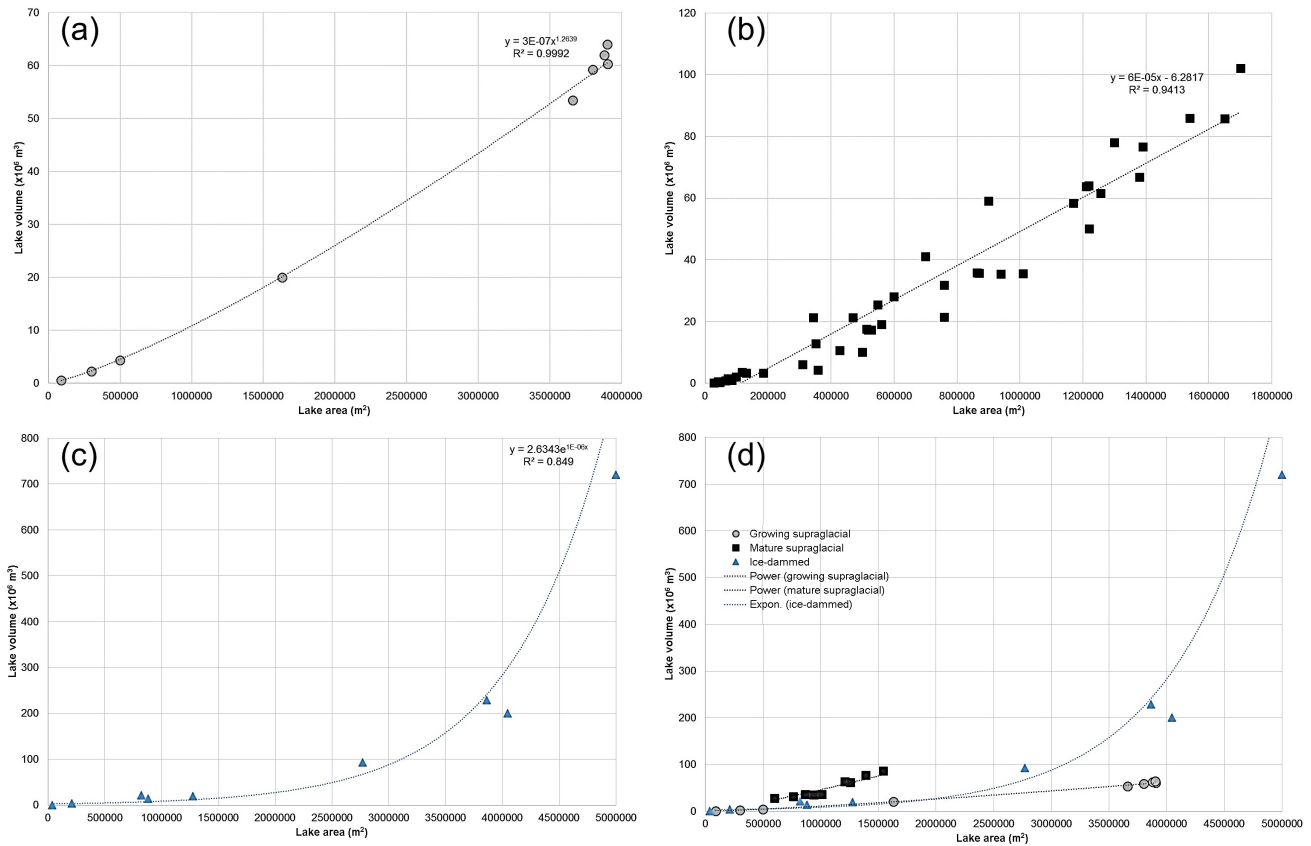 (a)
y = 3E-07x^1.2639
R² = 0.9992
70
60
50
40
30
20
10
0
Lake volume (x10⁶ m³)
0 500000 1000000 1500000 2000000 2500000 3000000 3500000 4000000
Lake area (m²)
(b)
y = 6E-05x - 6.2817
R² = 0.9413
120
100
80
60
40
20
0
Lake volume (x10⁶ m³)
0 200000 400000 600000 800000 1000000 1200000 1400000 1600000 1800000
Lake area (m²)
(c)
y = 2.6343e^1E-06x
R² = 0.849
800
700
600
500
400
300
200
100
0
Lake volume (x10⁶ m³)
0 500000 1000000 1500000 2000000 2500000 3000000 3500000 4000000 4500000 5000000
Lake area (m²)
(d)
800
700
600
500
400
300
200
100
0
Lake volume (x10⁶ m³)
Growing supraglacial
Mature supraglacial
Ice-dammed
Power (growing supraglacial)
Power (mature supraglacial)
Expon. (ice-dammed)
0 500000 1000000 1500000 2000000 2500000 3000000 3500000 4000000 4500000 5000000
Lake area (m²)